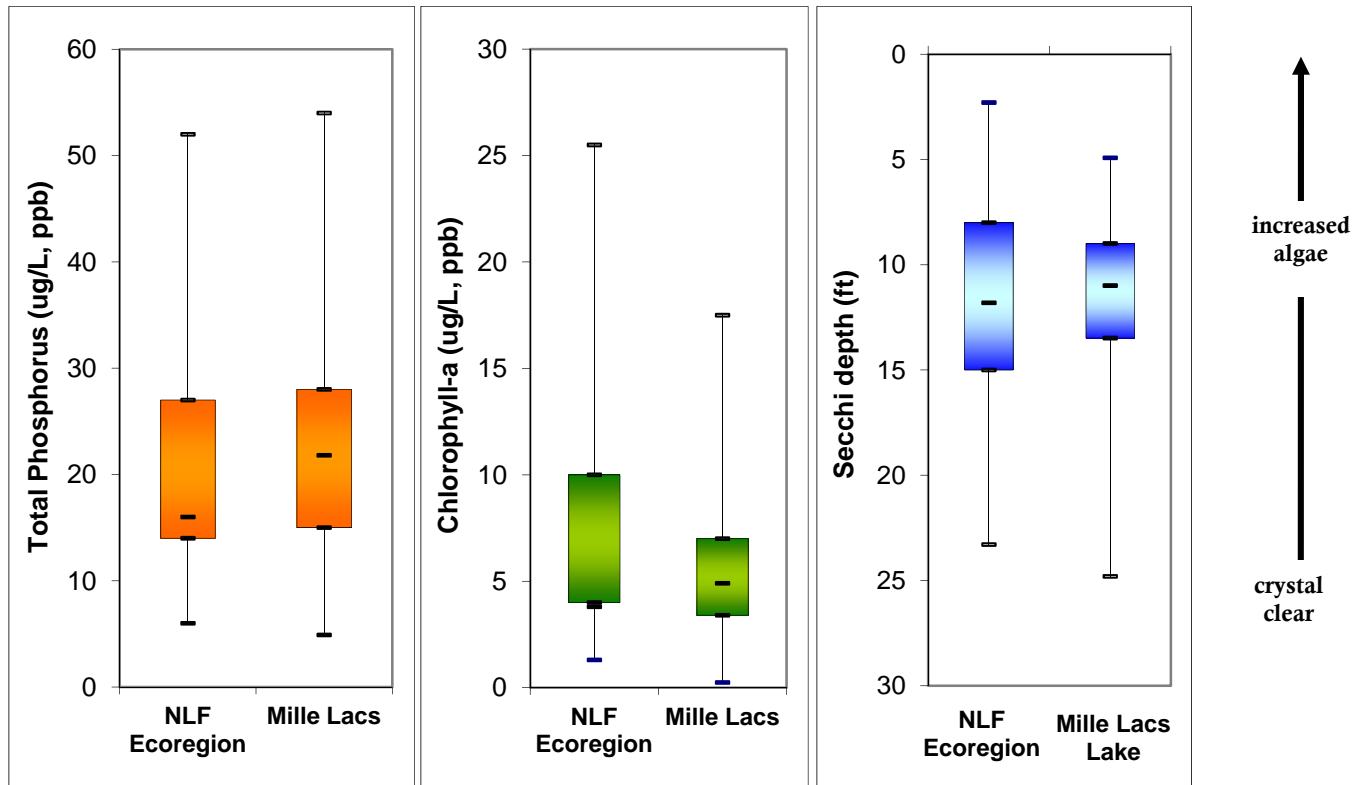 Total Phosphorus (ug/L, ppb)
60
50
40
30
20
10
0
NLF
Ecoregion
Mille Lacs
Chlorophyll-a (ug/L, ppb)
30
25
20
15
10
5
0
NLF
Ecoregion
Mille Lacs
Secchi depth (ft)
0
5
10
15
20
25
30
NLF
Ecoregion
Mille Lacs
Lake
increased
algae
crystal
clear